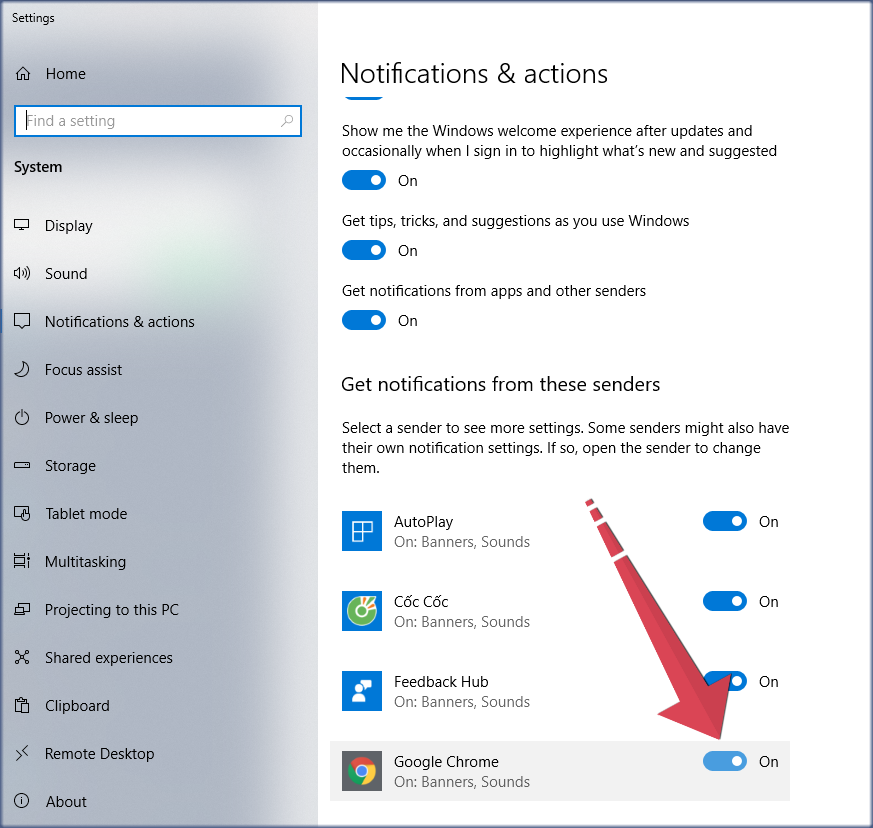 Settings
Home
Find a setting
System
Display
Sound
Notifications & actions
Focus assist
Power & sleep
Storage
Tablet mode
Multitasking
Projecting to this PC
Shared experiences
Clipboard
Remote Desktop
About
Notifications & actions
Show me the Windows welcome experience after updates and
occasionally when I sign in to highlight what's new and suggested
On
Get tips, tricks, and suggestions as you use Windows
On
Get notifications from apps and other senders
On
Get notifications from these senders
Select a sender to see more settings. Some senders might also have
their own notification settings. If so, open the sender to change
them.
AutoPlay
On: Banners, Sounds
On
Cốc Cốc
On: Banners, Sounds
On
Feedback Hub
On: Banners, Sounds
On
Google Chrome
On: Banners, Sounds
On